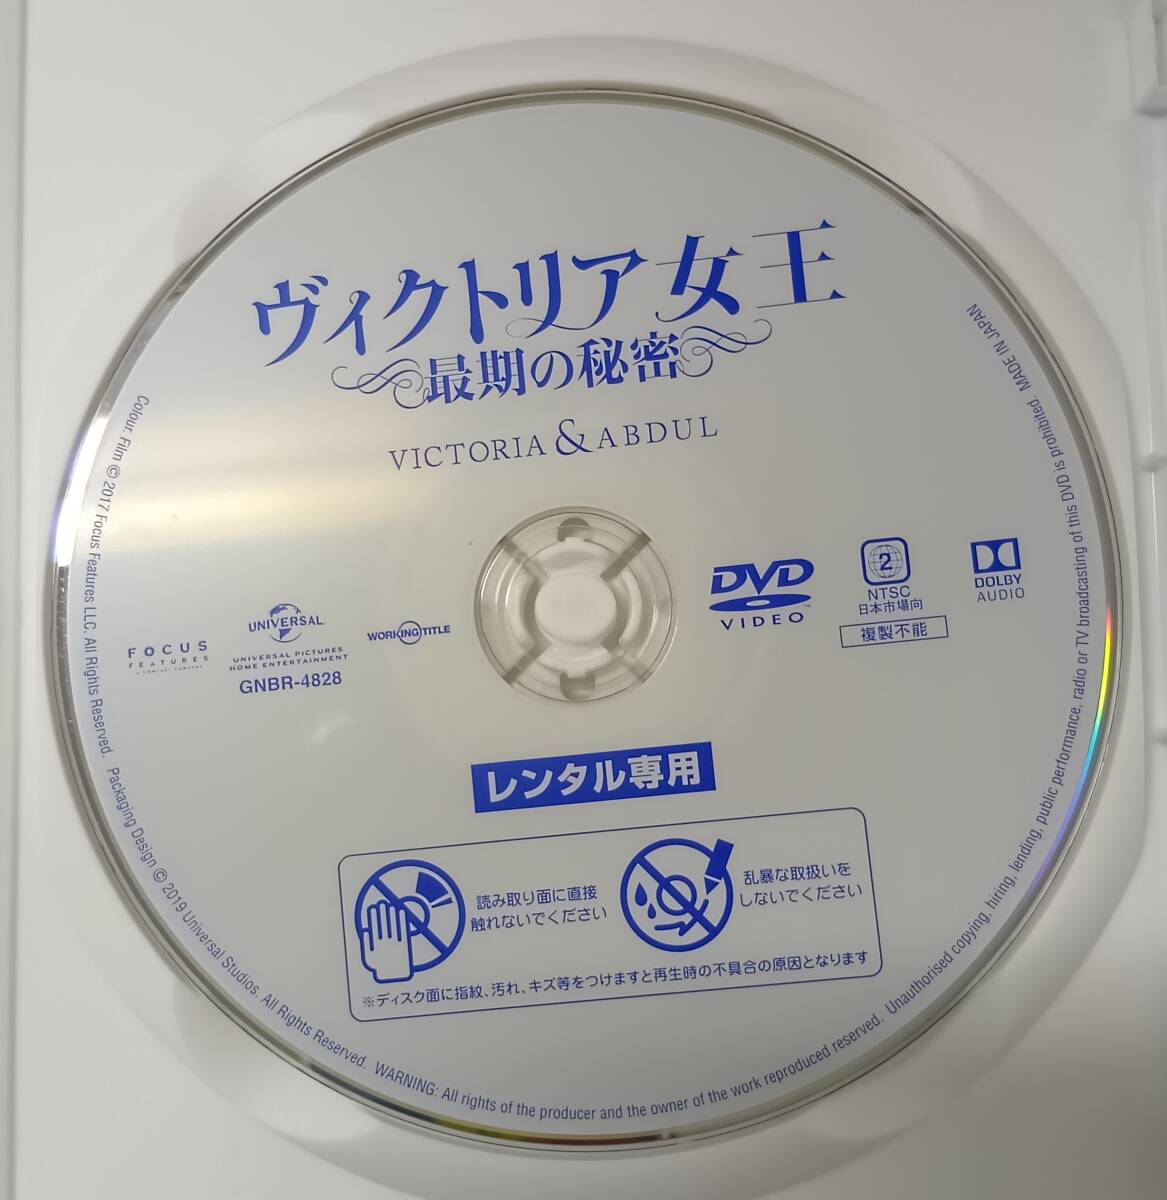 ヴィクトリア女王
最期の秘密
VICTORIA & ABDUL
FOCUS
FEATURES
UNIVERSAL
UNIVERSAL PICTURES
HOME ENTERTAINMENT
GNBR-4828
WORKING TITLE
DVD
VIDEO
2
NTSC
日本市場向
複製不能
DOLBY
AUDIO
レンタル専用
読み取り面に直接
触れないでください
乱暴な取扱いを
しないでください
※ディスク面に指紋、汚れ、キズ等をつけますと再生時の不具合の原因となります
Colour. Film © 2017 Focus Features LLC. All Rights Reserved. Packaging Design © 2019 Universal Studios. All Rights Reserved. WARNING: All rights of the producer and the owner of the work reproduced reserved. Unauthorised copying, hiring, lending, public performance, radio or TV broadcasting of this DVD is prohibited. MADE IN JAPAN